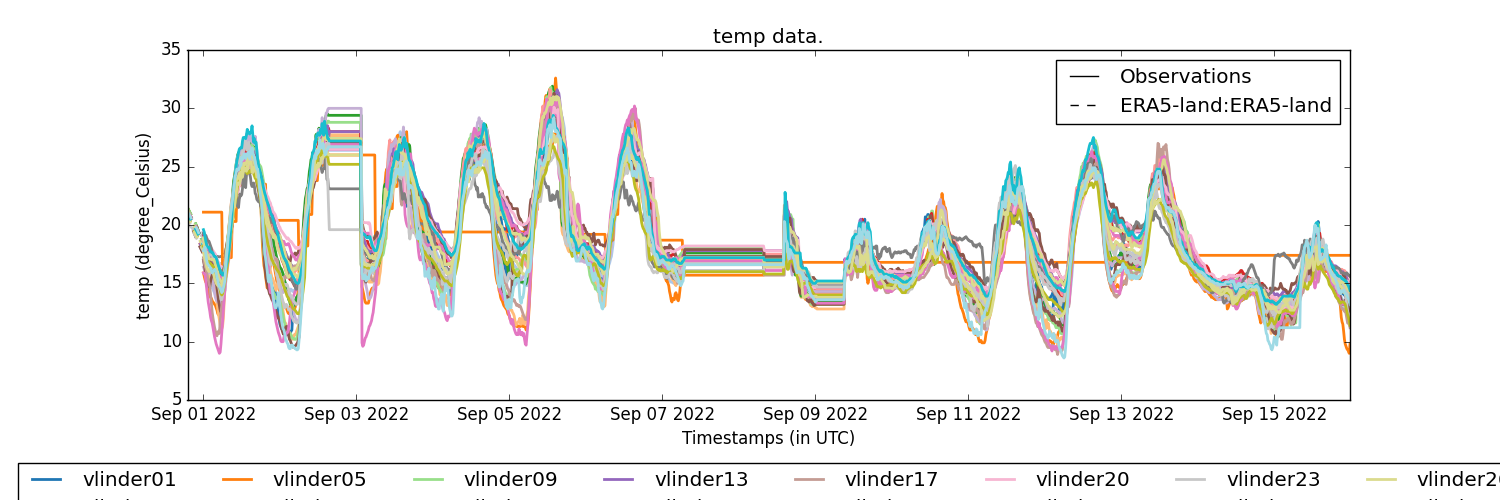 temp data.
35
30
25
20
15
10
5
temp (degree_Celsius)
Observations
ERA5-land:ERA5-land
Sep 01 2022 Sep 03 2022 Sep 05 2022 Sep 07 2022 Sep 09 2022 Sep 11 2022 Sep 13 2022 Sep 15 2022
Timestamps (in UTC)
vlinder01 vlinder05 vlinder09 vlinder13 vlinder17 vlinder20 vlinder23